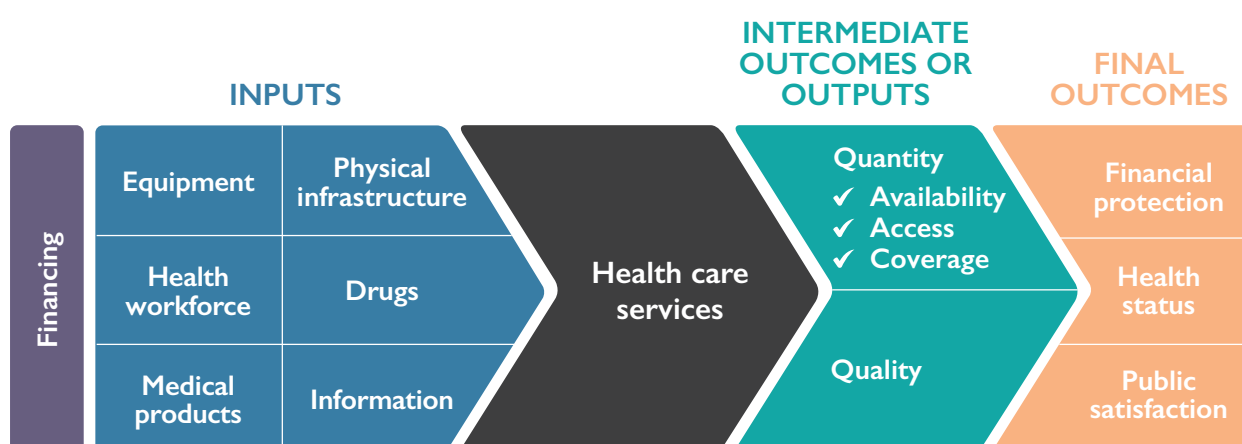 INPUTS
INTERMEDIATE
OUTCOMES OR
OUTPUTS
FINAL
OUTCOMES
Financing
Equipment
Physical
infrastructure
Health
workforce
Drugs
Medical
products
Information
Health care
services
Quantity
✓ Availability
✓ Access
✓ Coverage
Quality
Financial
protection
Health
status
Public
satisfaction